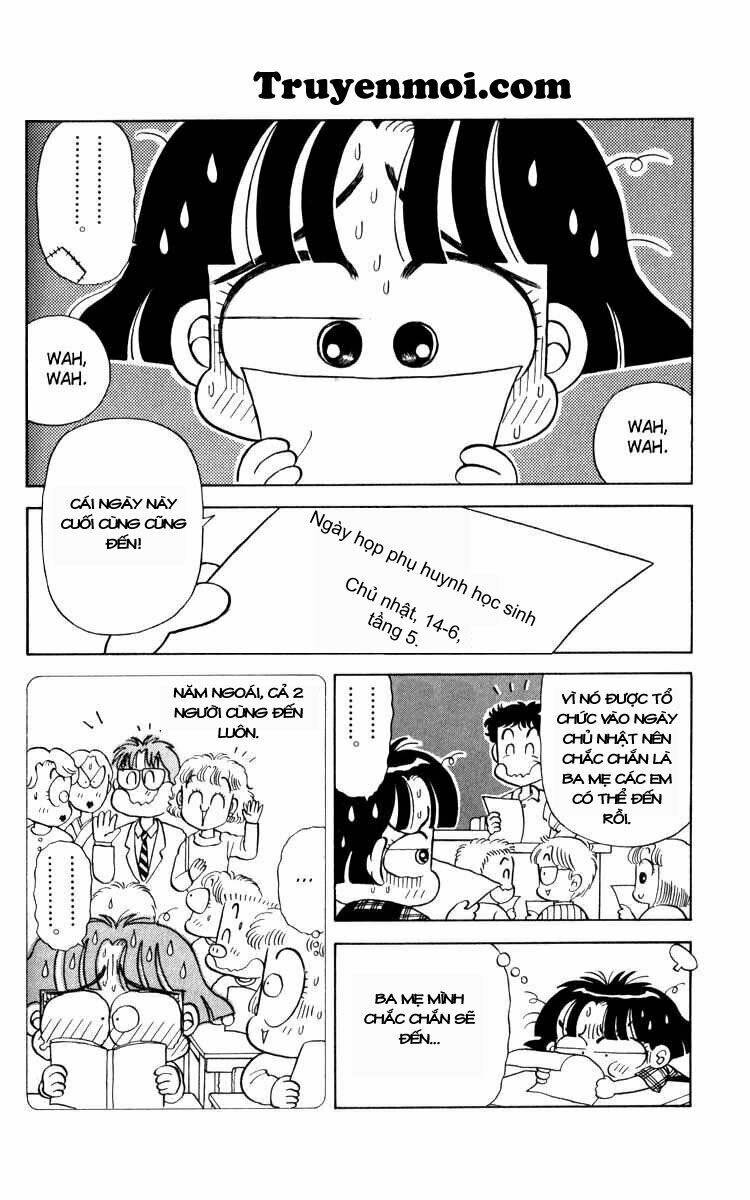 Truyenmoi.com
..........
WAH,
WAH.
WAH,
WAH.
CÁI NGÀY NÀY
CUỐI CÙNG CŨNG
ĐẾN!
Ngày họp phụ huynh học sinh
Chủ nhật, 14-6,
tầng 5.
VÌ NÓ ĐƯỢC TỔ
CHỨC VÀO NGÀY
CHỦ NHẬT NÊN
CHẮC CHẮN LÀ
BA MẸ CÁC EM
CÓ THỂ ĐẾN
RỒI.
..........
NĂM NGOÁI, CẢ 2
NGƯỜI CÙNG ĐẾN
LUÔN.
...
..........
BA MẸ MÌNH
CHẮC CHẮN SẼ
ĐẾN...